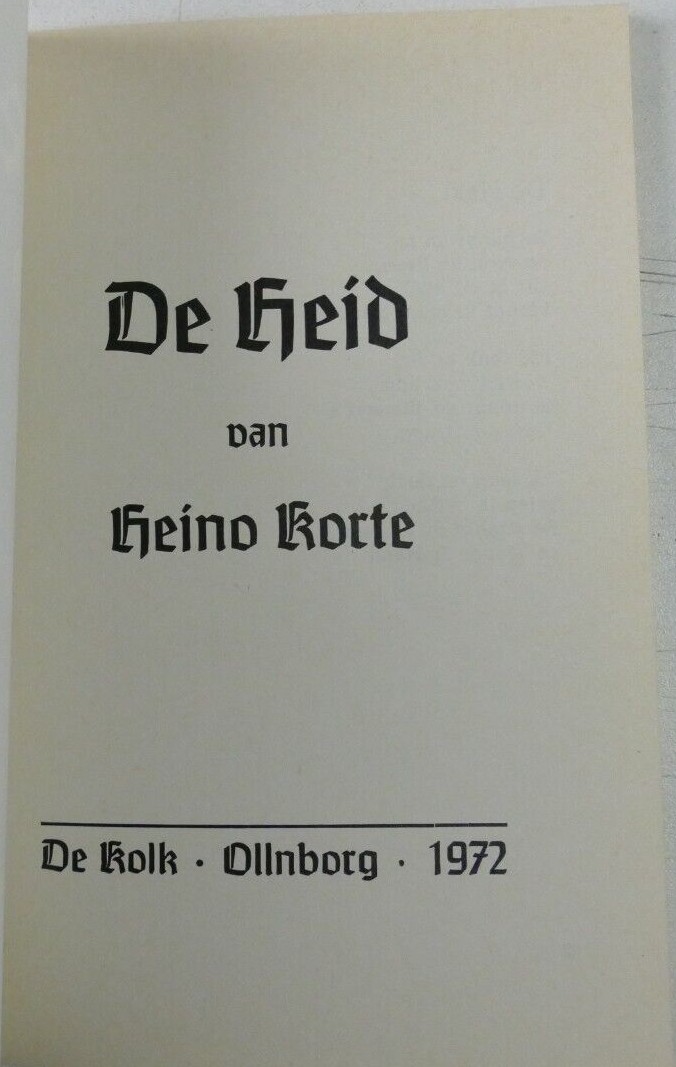 De Heid
van
Heino Korte
De Kolk · Ollnborg · 1972